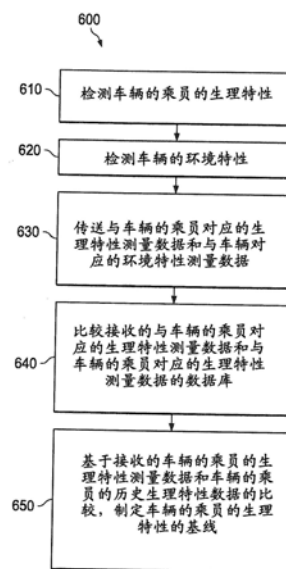 600
610
检测车辆的乘员的生理特性
620
检测车辆的环境特性
630
传送与车辆的乘员对应的生
理特性测量数据和与车辆对
应的环境特性测量数据
640
比较接收的与车辆的乘员对
应的生理特性测量数据和与
车辆的乘员对应的生理特性
测量数据的数据库
650
基于接收的车辆的乘员的生
理特性测量数据和车辆的乘
员的历史生理特性数据的比
较，制定车辆的乘员的生理
特性的基线